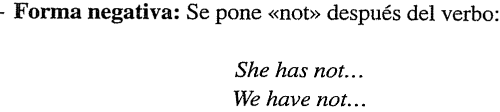 - Forma negativa: Se pone «not» después del verbo:
She has not...
We have not...